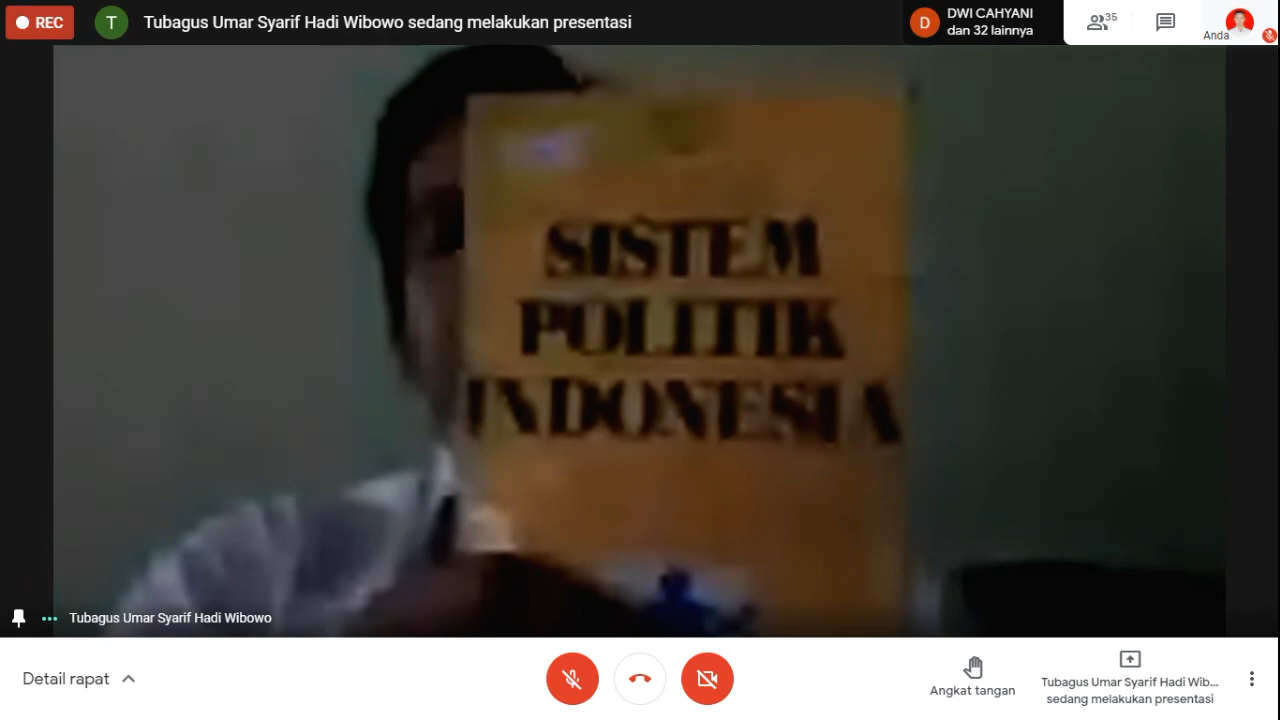 REC
T
Tubagus Umar Syarif Hadi Wibowo sedang melakukan presentasi
D
DWI CAHYANI
dan 32 lainnya
35
Anda
SISTEM
POLITIK
INDONESIA
Tubagus Umar Syarif Hadi Wibowo
Detail rapat
Angkat tangan
Tubagus Umar Syarif Hadi Wib...
sedang melakukan presentasi